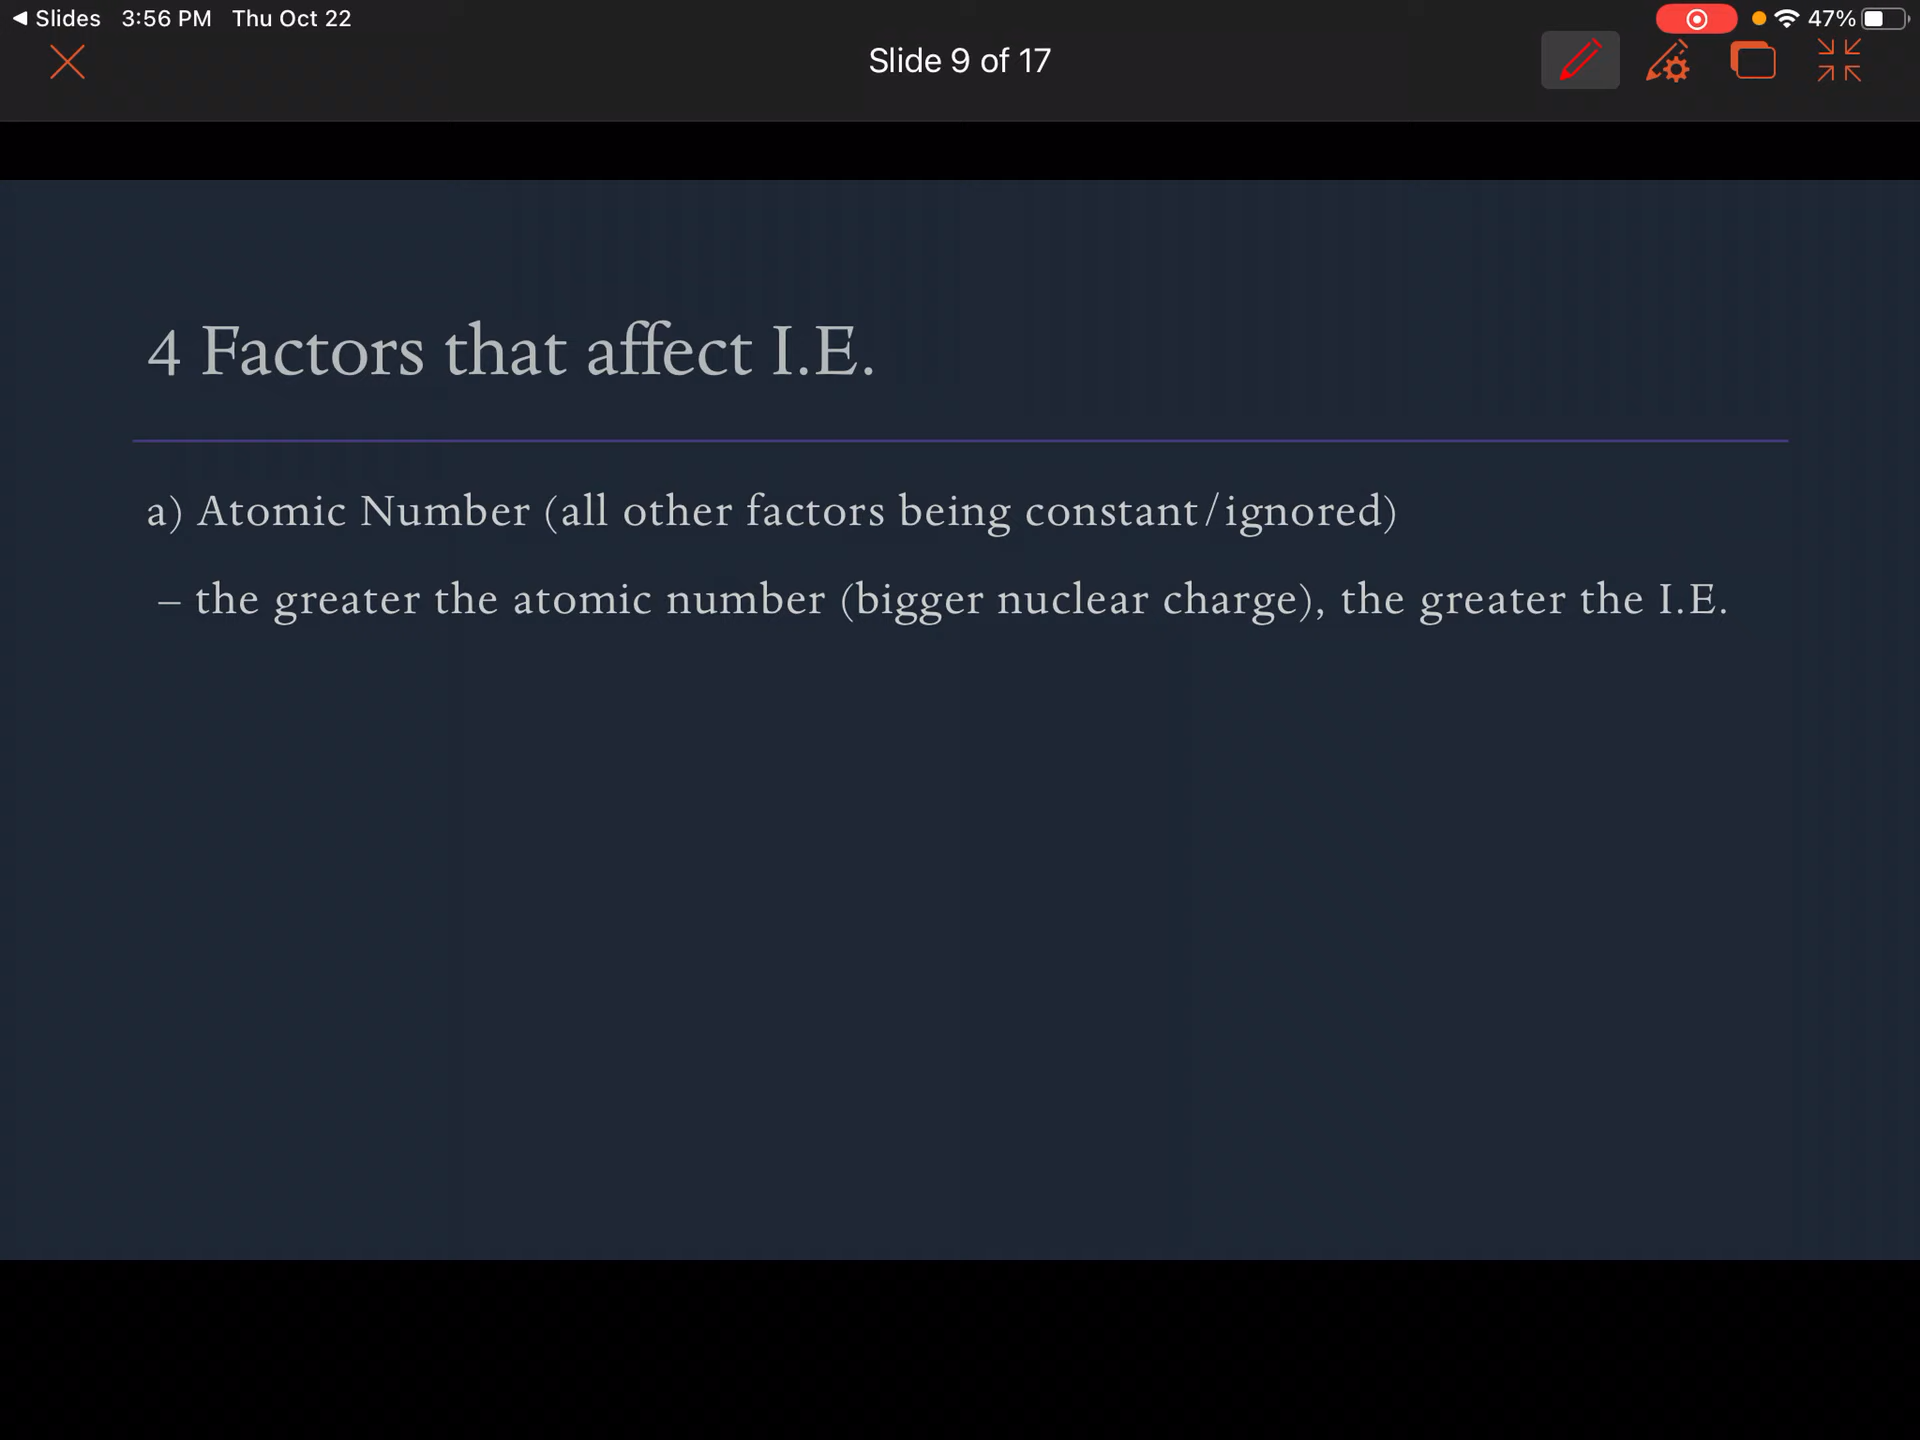 Slides 3:56 PM Thu Oct 22 47%
Slide 9 of 17
4 Factors that affect I.E.
a) Atomic Number (all other factors being constant/ignored)
– the greater the atomic number (bigger nuclear charge), the greater the I.E.